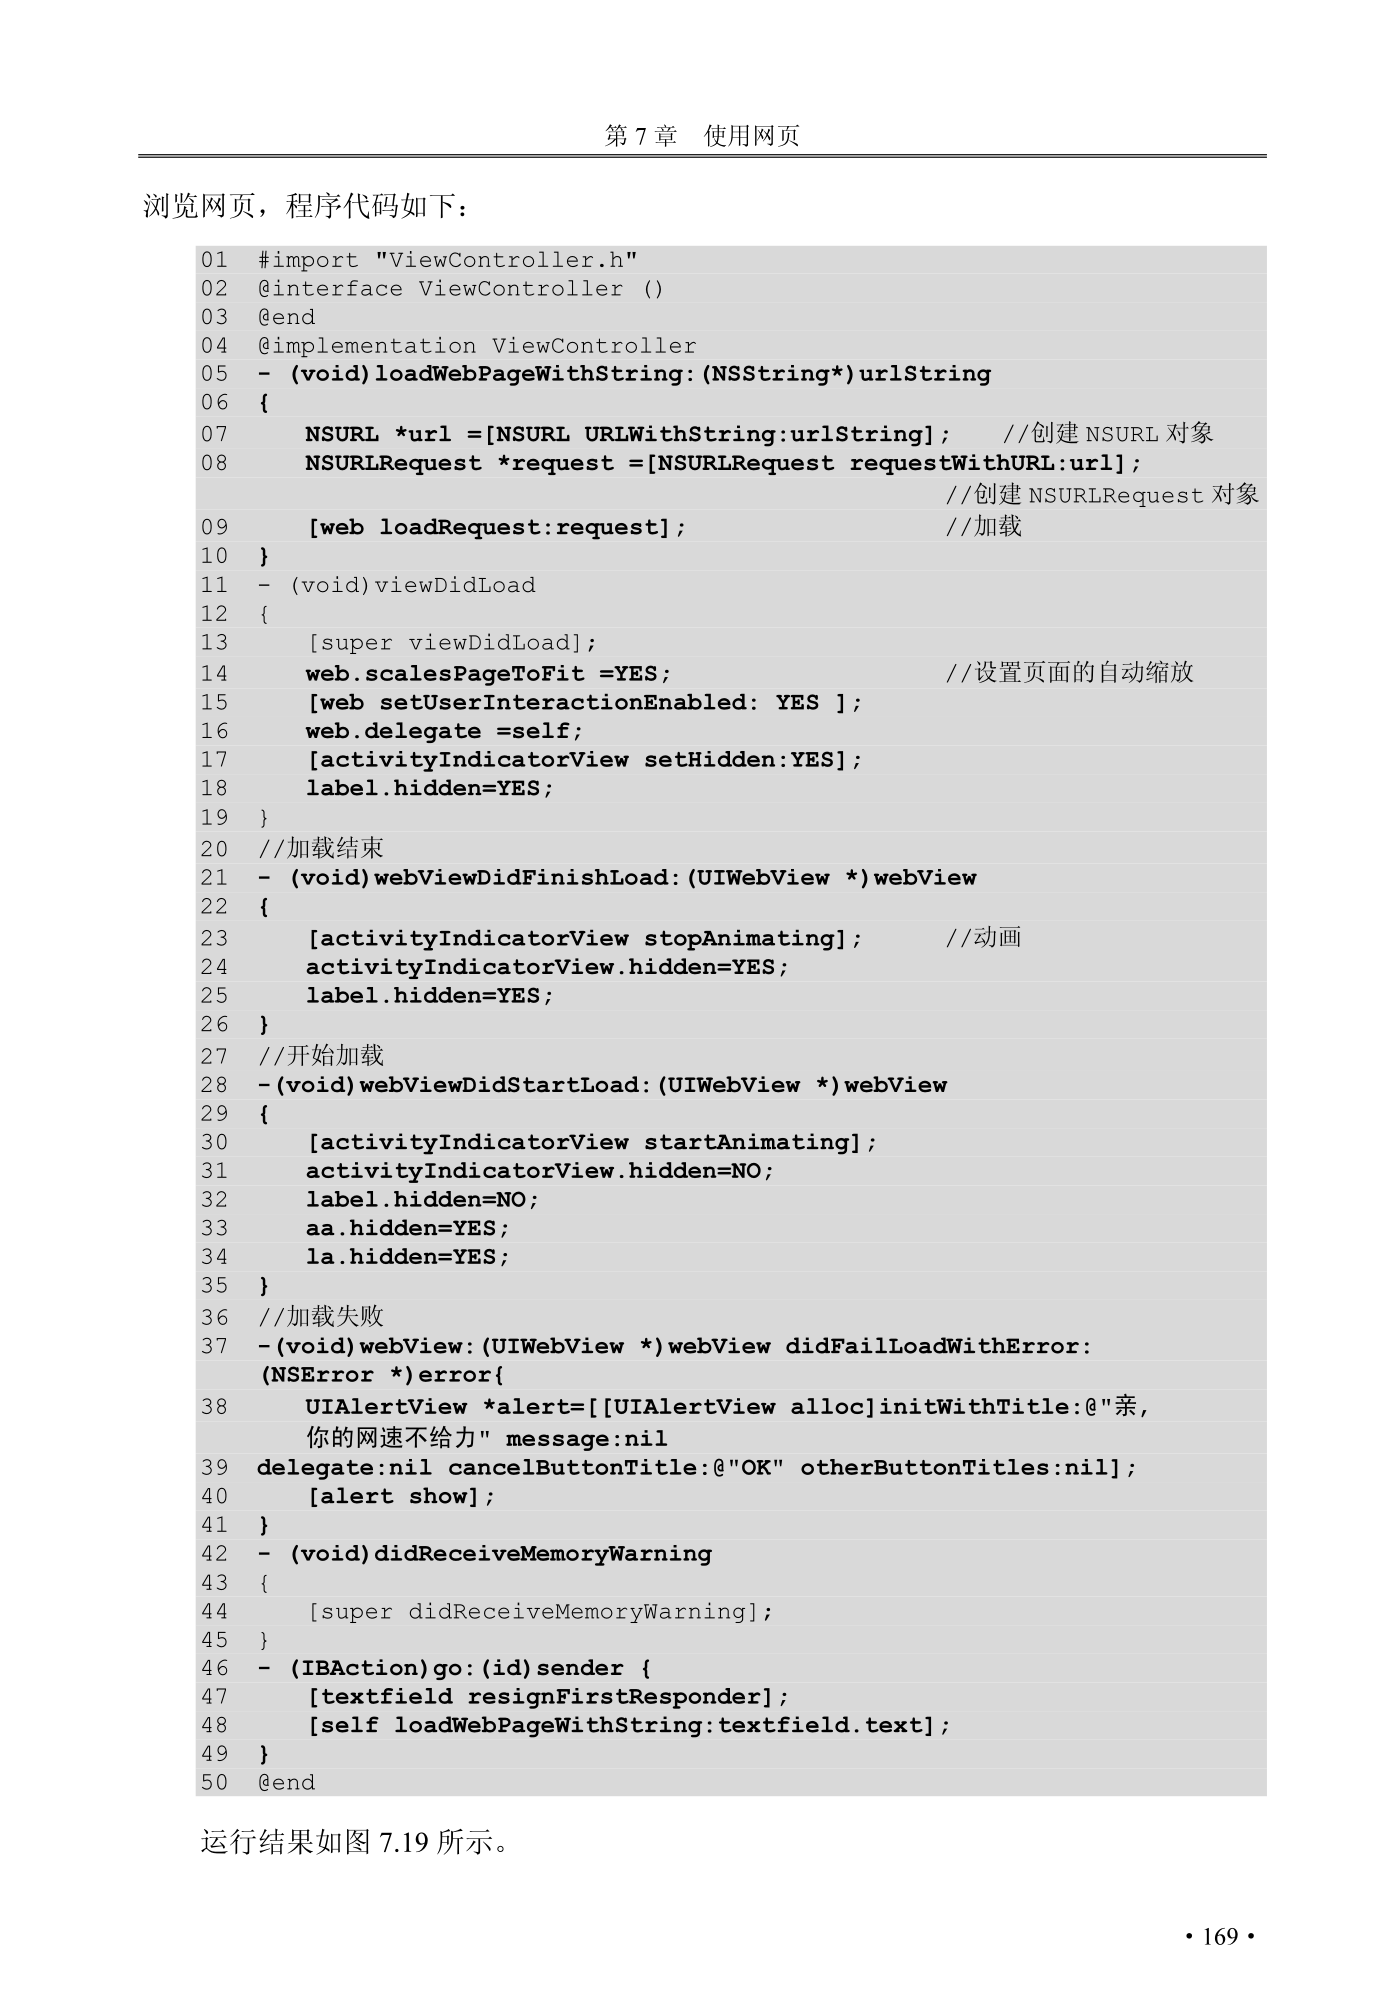 第 7 章　使用网页
浏览网页，程序代码如下：
01  #import "ViewController.h"
02  @interface ViewController ()
03  @end
04  @implementation ViewController
05  - (void)loadWebPageWithString:(NSString*)urlString
06  {
07     NSURL *url =[NSURL URLWithString:urlString];    //创建 NSURL 对象
08     NSURLRequest *request =[NSURLRequest requestWithURL:url];
//创建 NSURLRequest 对象
09     [web loadRequest:request];    //加载
10  }
11  - (void)viewDidLoad
12  {
13     [super viewDidLoad];
14     web.scalesPageToFit =YES;    //设置页面的自动缩放
15     [web setUserInteractionEnabled: YES ];
16     web.delegate =self;
17     [activityIndicatorView setHidden:YES];
18     label.hidden=YES;
19  }
20  //加载结束
21  - (void)webViewDidFinishLoad:(UIWebView *)webView
22  {
23     [activityIndicatorView stopAnimating];    //动画
24     activityIndicatorView.hidden=YES;
25     label.hidden=YES;
26  }
27  //开始加载
28  -(void)webViewDidStartLoad:(UIWebView *)webView
29  {
30     [activityIndicatorView startAnimating];
31     activityIndicatorView.hidden=NO;
32     label.hidden=NO;
33     aa.hidden=YES;
34     la.hidden=YES;
35  }
36  //加载失败
37  -(void)webView:(UIWebView *)webView didFailLoadWithError:
(NSError *)error{
38     UIAlertView *alert=[[UIAlertView alloc]initWithTitle:@"亲,
你的网速不给力" message:nil
39  delegate:nil cancelButtonTitle:@"OK" otherButtonTitles:nil];
40     [alert show];
41  }
42  - (void)didReceiveMemoryWarning
43  {
44     [super didReceiveMemoryWarning];
45  }
46  - (IBAction)go:(id)sender {
47     [textfield resignFirstResponder];
48     [self loadWebPageWithString:textfield.text];
49  }
50  @end
运行结果如图 7.19 所示。
• 169 •